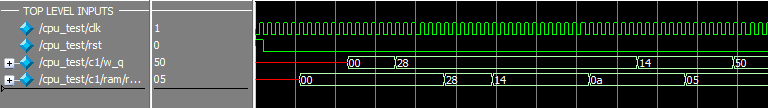 TOP LEVEL INPUTS
/cpu_test/clk 1
/cpu_test/rst 0
/cpu_test/c1/w_q 50 00 28 14 50
/cpu_test/c1/ram/r... 05 00 28 14 0a 05